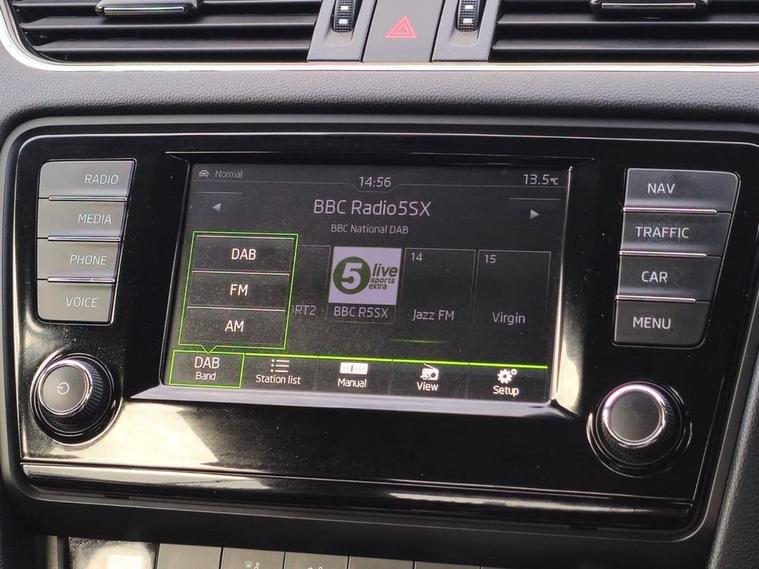 Normal
14:56
13.5°C
BBC Radio5SX
BBC National DAB
RADIO
MEDIA
PHONE
VOICE
DAB
FM
AM
RT2
5 live
sports
extra
BBC R5SX
14
Jazz FM
15
Virgin
DAB
Band
Station list
Manual
View
Setup
NAV
TRAFFIC
CAR
MENU